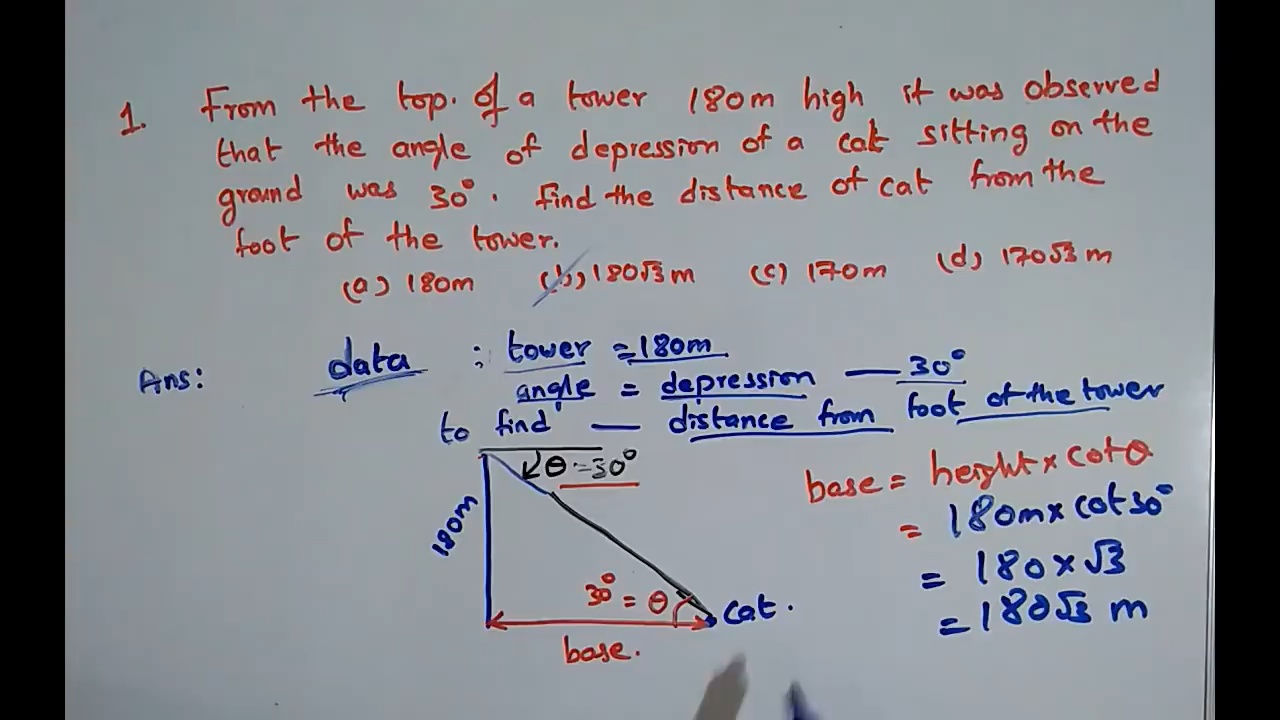 1. From the top. of a tower 180m high it was observed
that the angle of depression of a cat sitting on the
ground was 30°. Find the distance of cat from the
foot of the tower.
(a) 180m (b) 180√3 m (c) 170m (d) 170√3 m
Ans: data : tower = 180m
angle = depression — 30°
to find — distance from foot of the tower
θ = 30°
180m
30° = θ
cat.
base.
base = height × cot θ
= 180m × cot 30°
= 180 × √3
= 180√3 m